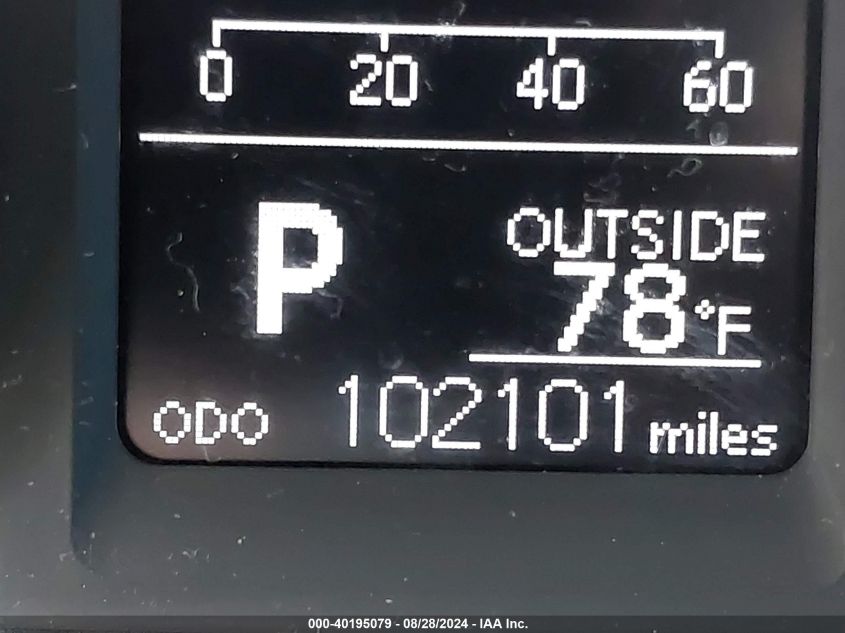 0 20 40 60
P OUTSIDE
78°F
ODO 102101 miles
000-40195079 - 08/28/2024 - IAA Inc.